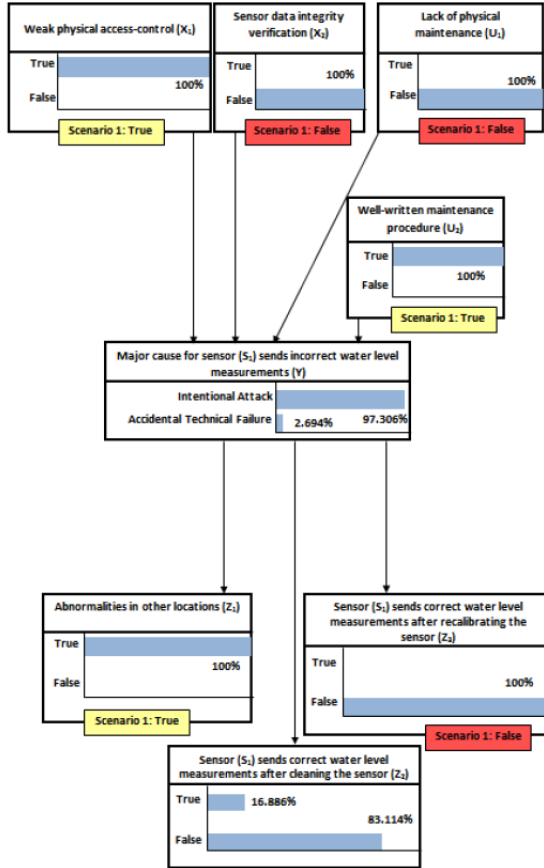 Weak physical access-control (X₁)
True
100%
False
Scenario 1: True
Sensor data integrity
verification (X₂)
True
100%
False
Scenario 1: False
Lack of physical
maintenance (U₁)
True
100%
False
Scenario 1: False
Well-written maintenance
procedure (U₂)
True
100%
False
Scenario 1: True
Major cause for sensor (S₁) sends incorrect water level
measurements (Y)
Intentional Attack
Accidental Technical Failure 2.694% 97.306%
Abnormalities in other locations (Z₁)
True
100%
False
Scenario 1: True
Sensor (S₁) sends correct water level
measurements after recalibrating the
sensor (Z₃)
True
100%
False
Scenario 1: False
Sensor (S₁) sends correct water level
measurements after cleaning the sensor (Z₂)
True 16.886%
83.114%
False